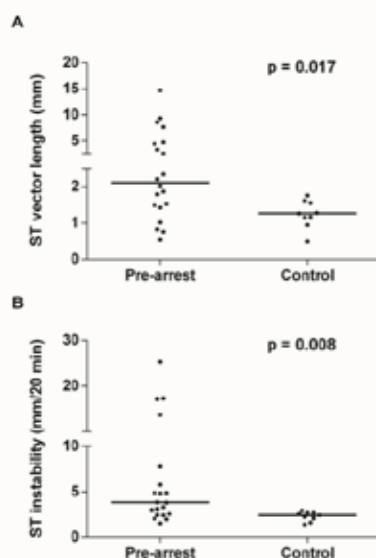 A
ST vector length (mm)
20
15
10
5
2
1
0
p = 0.017
Pre-arrest
Control
B
ST instability (mm/20 min)
30
20
10
5
0
p = 0.008
Pre-arrest
Control